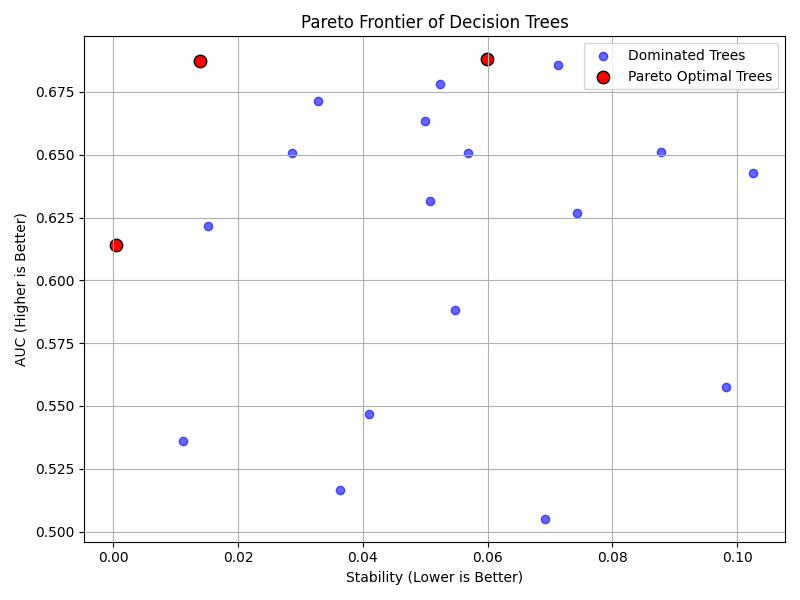 Pareto Frontier of Decision Trees
Dominated Trees
Pareto Optimal Trees
AUC (Higher is Better)
0.675
0.650
0.625
0.600
0.575
0.550
0.525
0.500
0.00 0.02 0.04 0.06 0.08 0.10
Stability (Lower is Better)